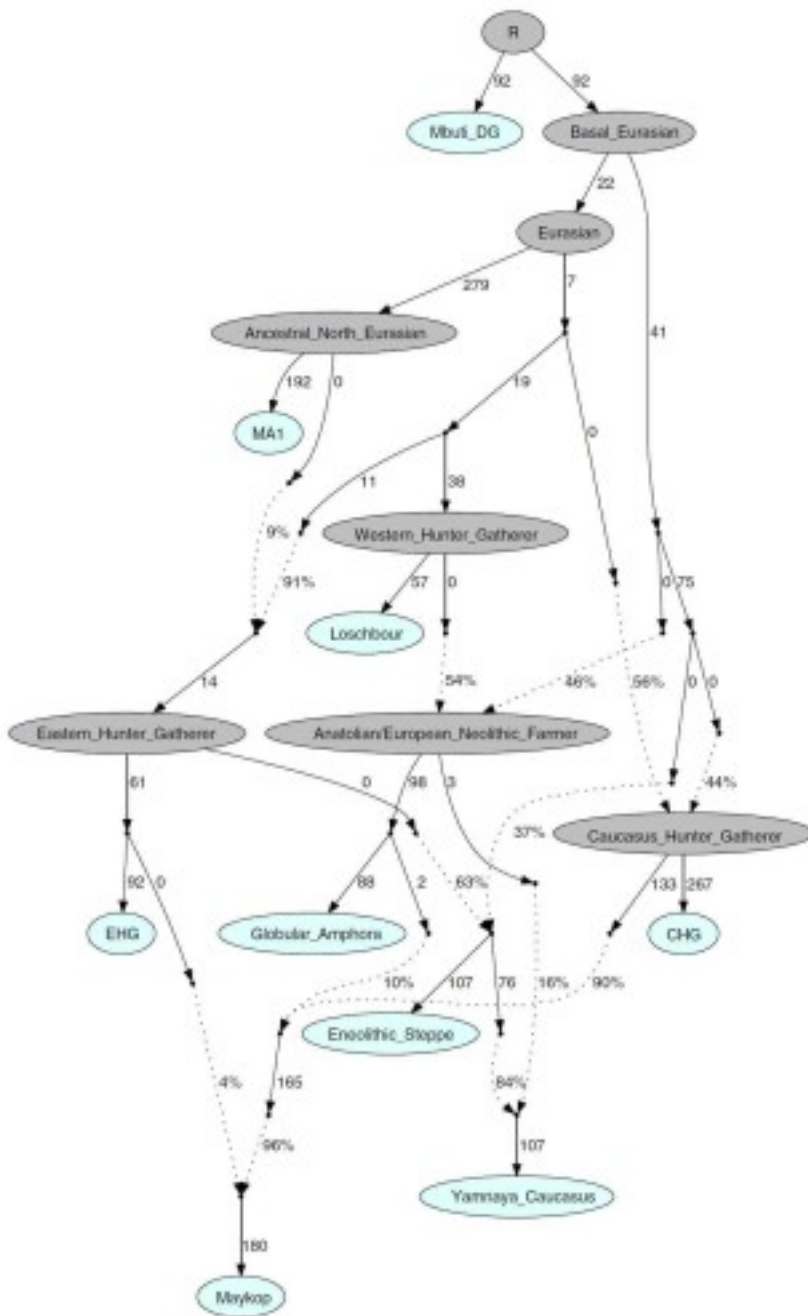 R
92
92
Mbuti_DG
Basal_Eurasian
22
Eurasian
279
7
Ancestral_North_Eurasian
41
192
0
19
MA1
0
11
38
9%
Western_Hunter_Gatherer
91%
57
0
0
75
Loschbour
14
54%
46%
56%
0
0
Eastern_Hunter_Gatherer
Anatolian/European_Neolithic_Farmer
61
0
98
3
44%
37%
Caucasus_Hunter_Gatherer
92
0
88
2
63%
133
267
EHG
Globular_Amphora
CHG
10%
107
76
16%
90%
Eneolithic_Steppe
4%
165
84%
96%
107
Yamnaya_Caucasus
180
Maykop